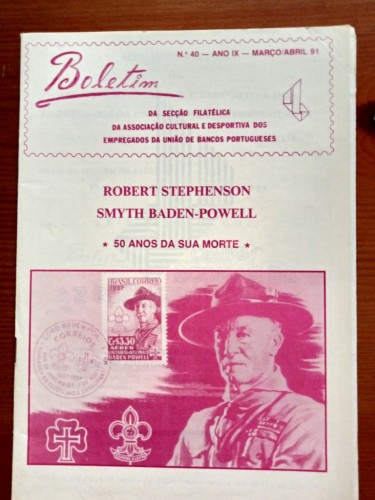 N.º 40 — ANO IX — MARÇO/ABRIL 91
Boletim
DA SECÇÃO FILATÉLICA
DA ASSOCIAÇÃO CULTURAL E DESPORTIVA DOS
EMPREGADOS DA UNIÃO DE BANCOS PORTUGUESES
ROBERT STEPHENSON
SMYTH BADEN-POWELL
★ 50 ANOS DA SUA MORTE ★
BRASIL CORREIO
Cr$3,30
AÉREO
BADEN POWELL
CORREIOS